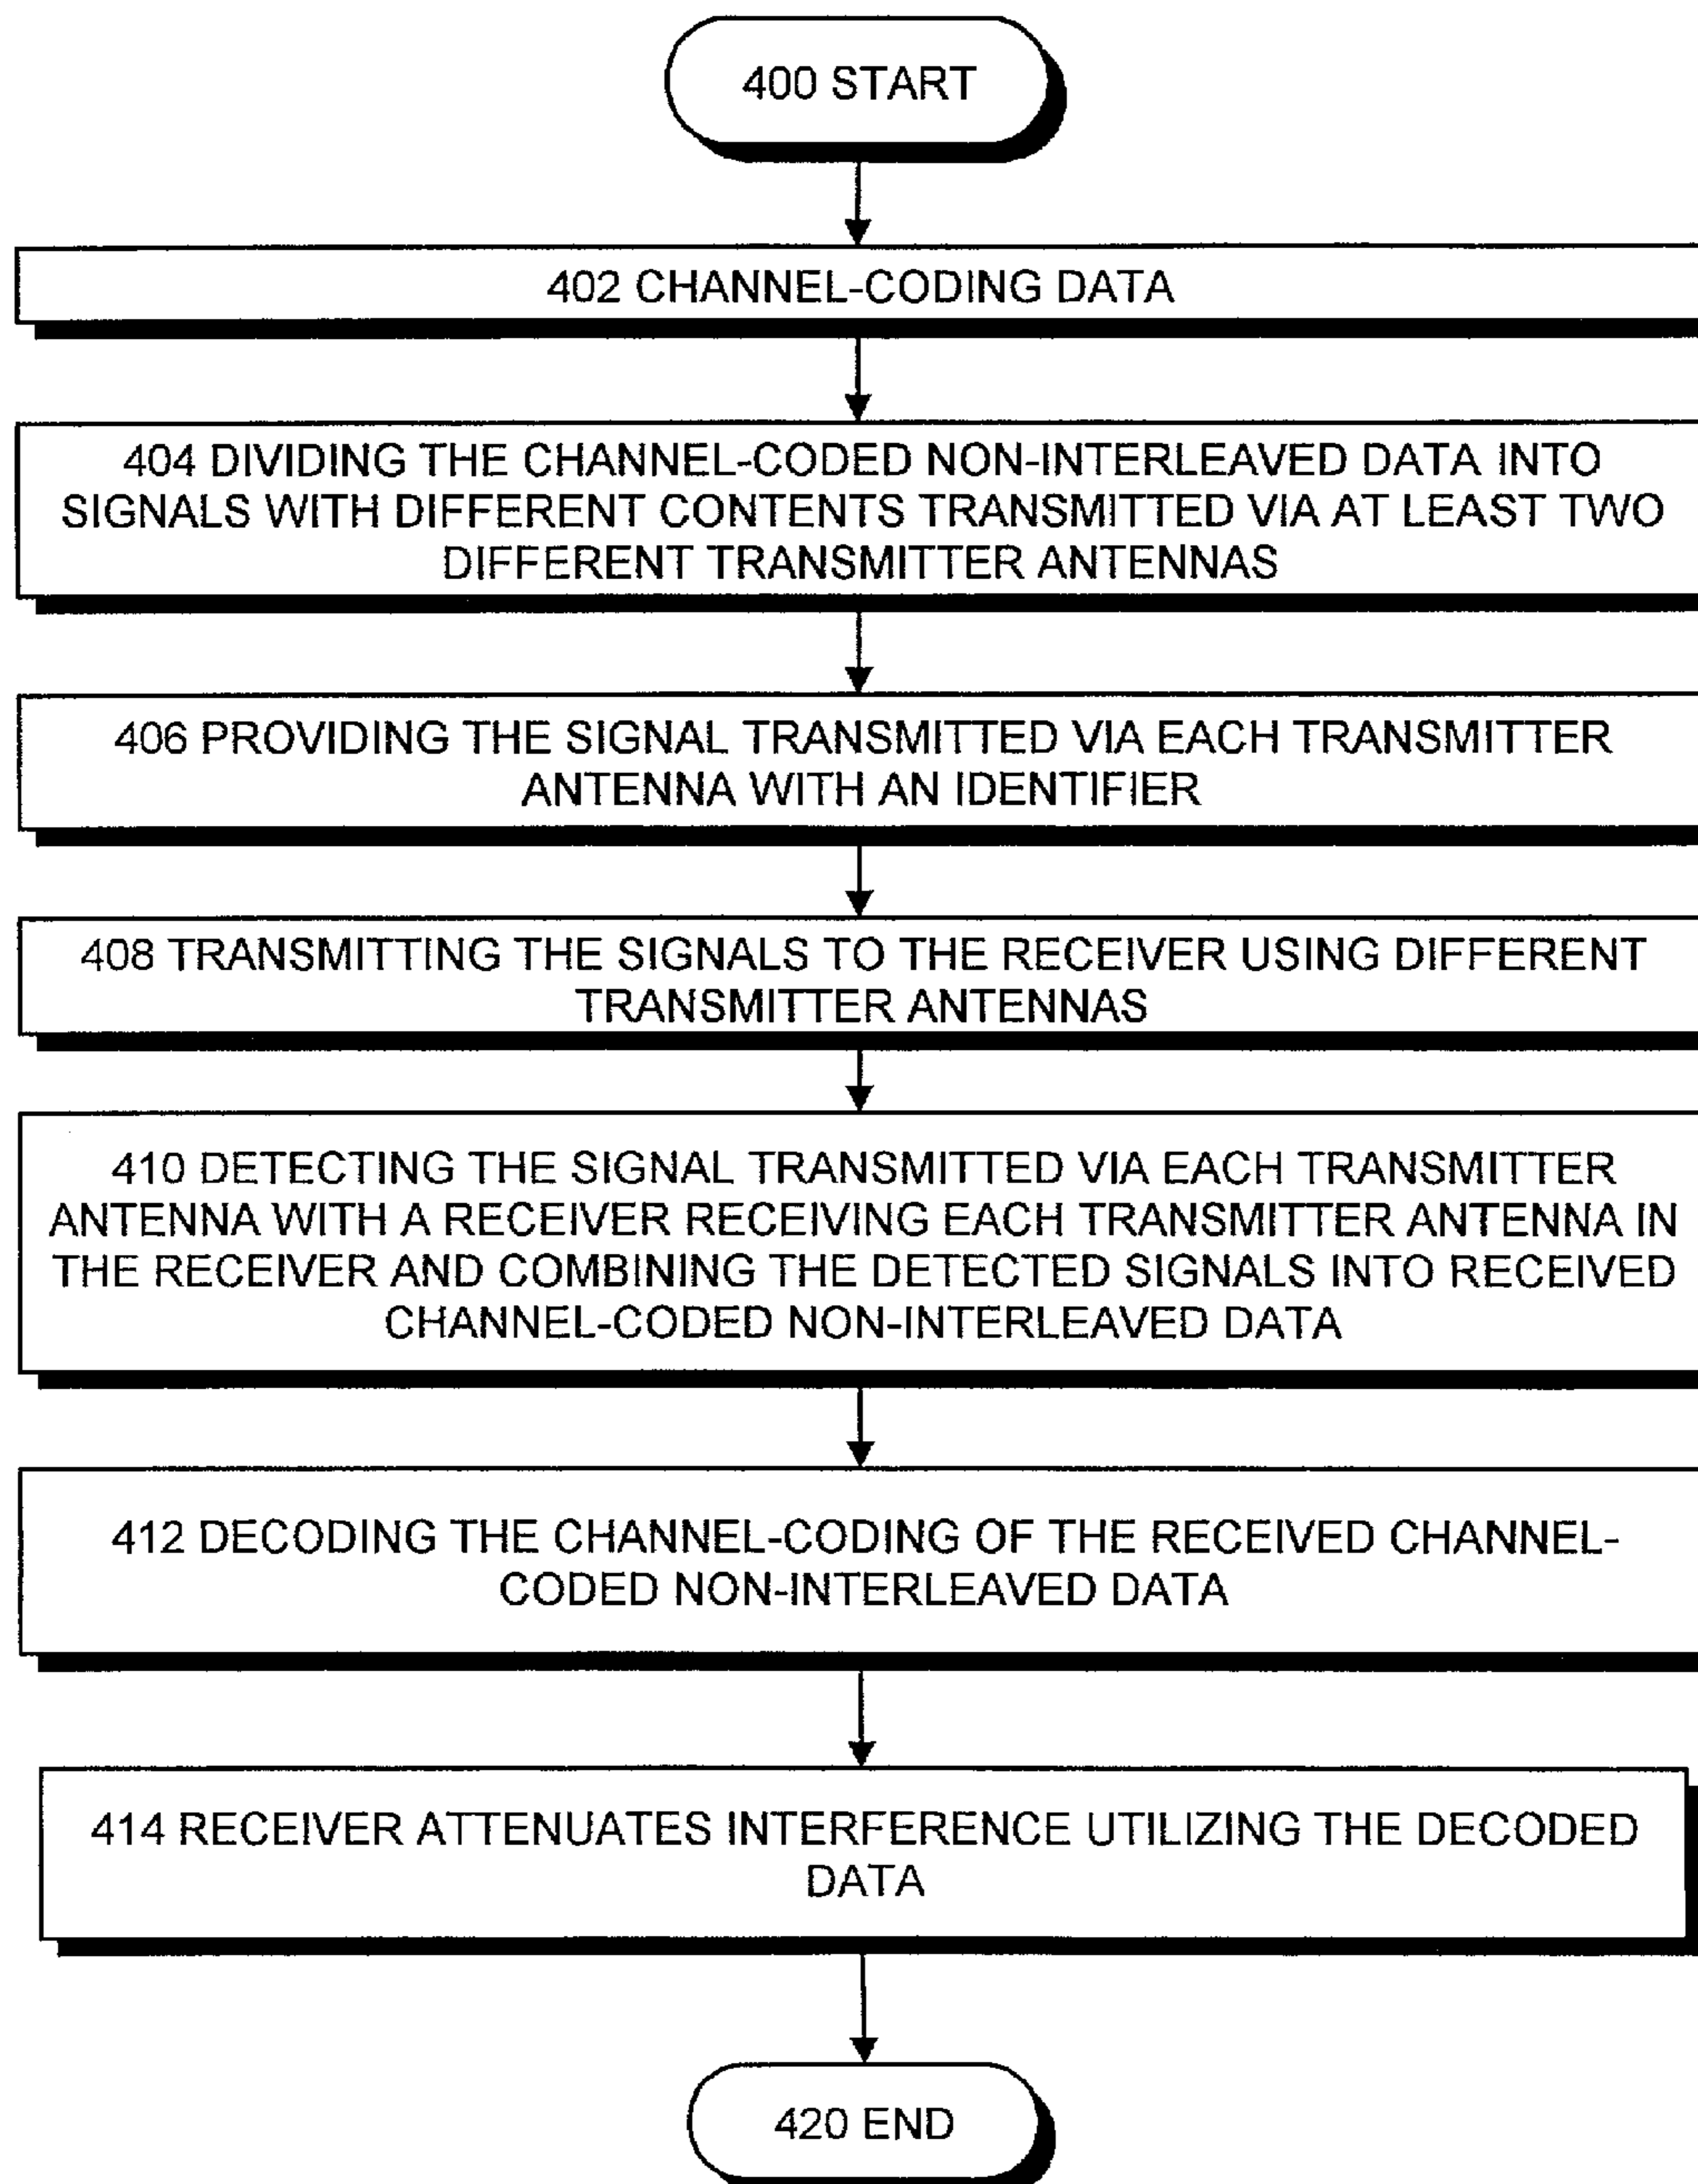 400 START
402 CHANNEL-CODING DATA
404 DIVIDING THE CHANNEL-CODED NON-INTERLEAVED DATA INTO
SIGNALS WITH DIFFERENT CONTENTS TRANSMITTED VIA AT LEAST TWO
DIFFERENT TRANSMITTER ANTENNAS
406 PROVIDING THE SIGNAL TRANSMITTED VIA EACH TRANSMITTER
ANTENNA WITH AN IDENTIFIER
408 TRANSMITTING THE SIGNALS TO THE RECEIVER USING DIFFERENT
TRANSMITTER ANTENNAS
410 DETECTING THE SIGNAL TRANSMITTED VIA EACH TRANSMITTER
ANTENNA WITH A RECEIVER RECEIVING EACH TRANSMITTER ANTENNA IN
THE RECEIVER AND COMBINING THE DETECTED SIGNALS INTO RECEIVED
CHANNEL-CODED NON-INTERLEAVED DATA
412 DECODING THE CHANNEL-CODING OF THE RECEIVED CHANNEL-
CODED NON-INTERLEAVED DATA
414 RECEIVER ATTENUATES INTERFERENCE UTILIZING THE DECODED
DATA
420 END